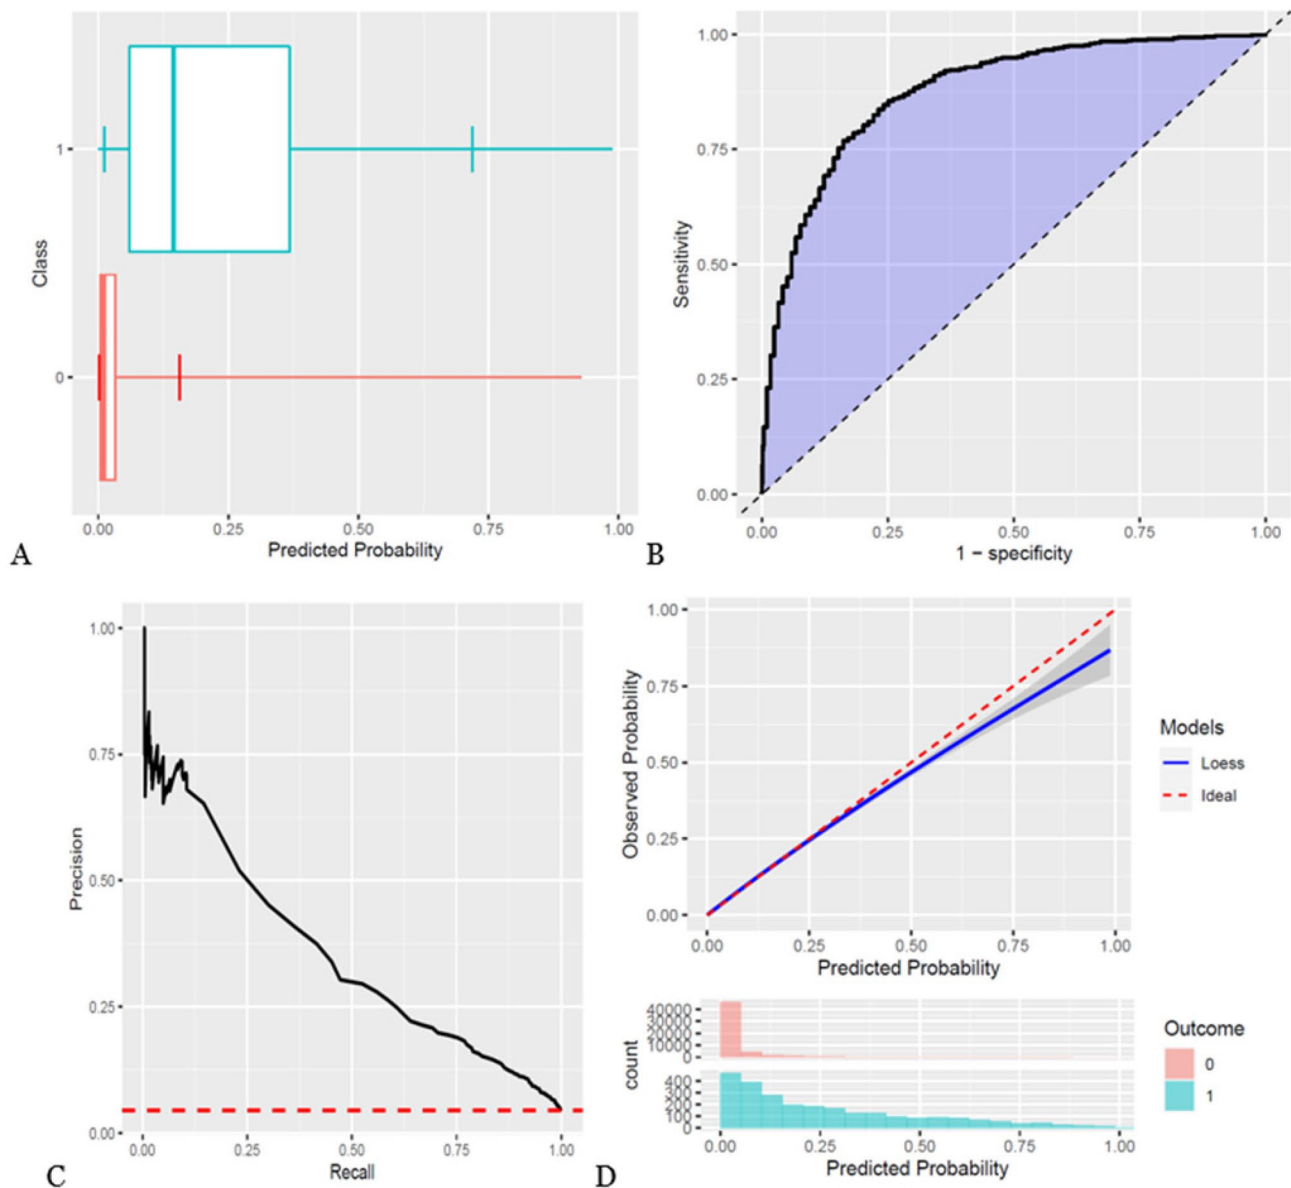 1
Class
0
0.00 0.25 0.50 0.75 1.00
Predicted Probability
A
1.00
0.75
Sensitivity
0.50
0.25
0.00
0.00 0.25 0.50 0.75 1.00
1 − specificity
B
1.00
0.75
Precision
0.50
0.25
0.00
0.00 0.25 0.50 0.75 1.00
Recall
C
1.00
0.75
Observed Probability
0.50
0.25
0.00
0.00 0.25 0.50 0.75 1.00
Predicted Probability
Models
Loess
Ideal
40000
30000
20000
10000
0
count
400
300
200
100
0
0.00 0.25 0.50 0.75 1.00
Predicted Probability
Outcome
0
1
D